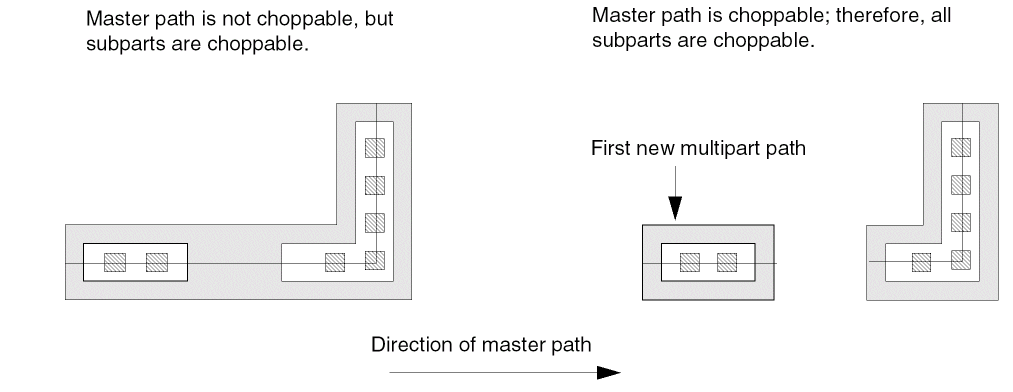 Master path is not choppable, but
subparts are choppable.
Master path is choppable; therefore, all
subparts are choppable.
First new multipart path
Direction of master path